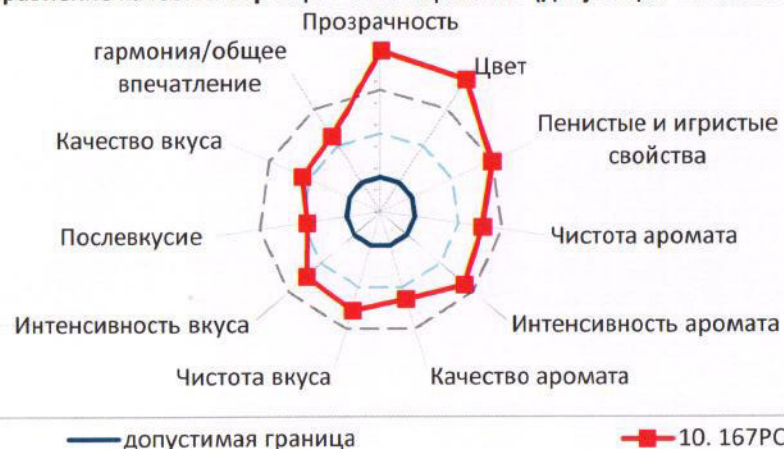 Прозрачность
гармония/общее
впечатление
Цвет
Качество вкуса
Пенистые и игристые
свойства
Послевкусие
Чистота аромата
Интенсивность вкуса
Интенсивность аромата
Чистота вкуса
Качество аромата
допустимая граница
10. 167РО